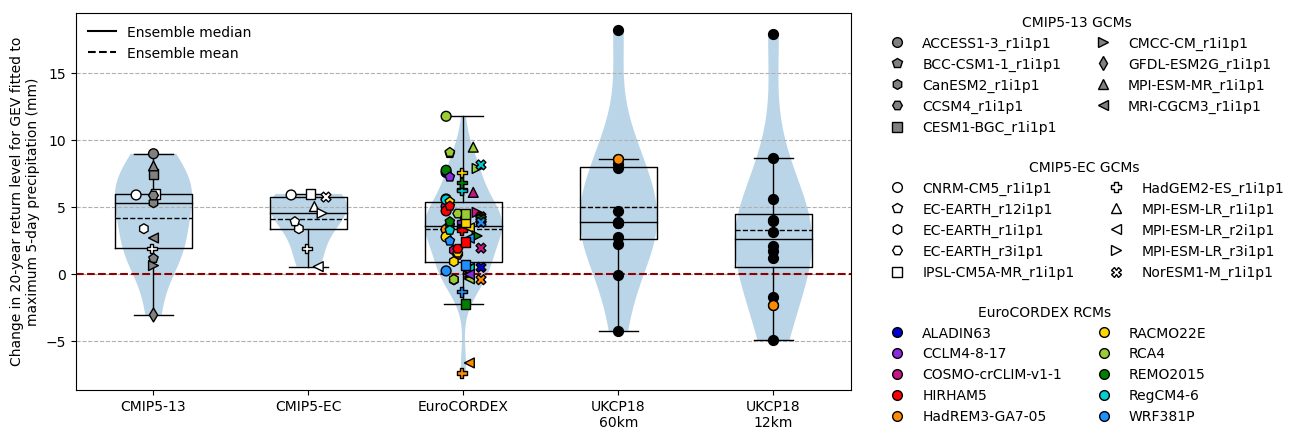 Change in 20-year return level for GEV fitted to
maximum 5-day precipitation (mm)
15
10
5
0
−5
Ensemble median
Ensemble mean
CMIP5-13
CMIP5-EC
EuroCORDEX
UKCP18
60km
UKCP18
12km
CMIP5-13 GCMs
ACCESS1-3_r1i1p1
BCC-CSM1-1_r1i1p1
CanESM2_r1i1p1
CCSM4_r1i1p1
CESM1-BGC_r1i1p1
CMCC-CM_r1i1p1
GFDL-ESM2G_r1i1p1
MPI-ESM-MR_r1i1p1
MRI-CGCM3_r1i1p1
CMIP5-EC GCMs
CNRM-CM5_r1i1p1
EC-EARTH_r12i1p1
EC-EARTH_r1i1p1
EC-EARTH_r3i1p1
IPSL-CM5A-MR_r1i1p1
HadGEM2-ES_r1i1p1
MPI-ESM-LR_r1i1p1
MPI-ESM-LR_r2i1p1
MPI-ESM-LR_r3i1p1
NorESM1-M_r1i1p1
EuroCORDEX RCMs
ALADIN63
CCLM4-8-17
COSMO-crCLIM-v1-1
HIRHAM5
HadREM3-GA7-05
RACMO22E
RCA4
REMO2015
RegCM4-6
WRF381P